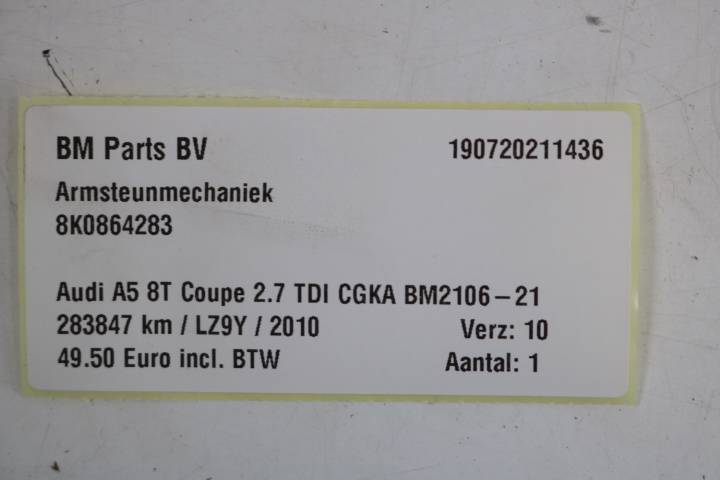 BM Parts BV 190720211436
Armsteunmechaniek
8K0864283
Audi A5 8T Coupe 2.7 TDI CGKA BM2106-21
283847 km / LZ9Y / 2010 Verz: 10
49.50 Euro incl. BTW Aantal: 1